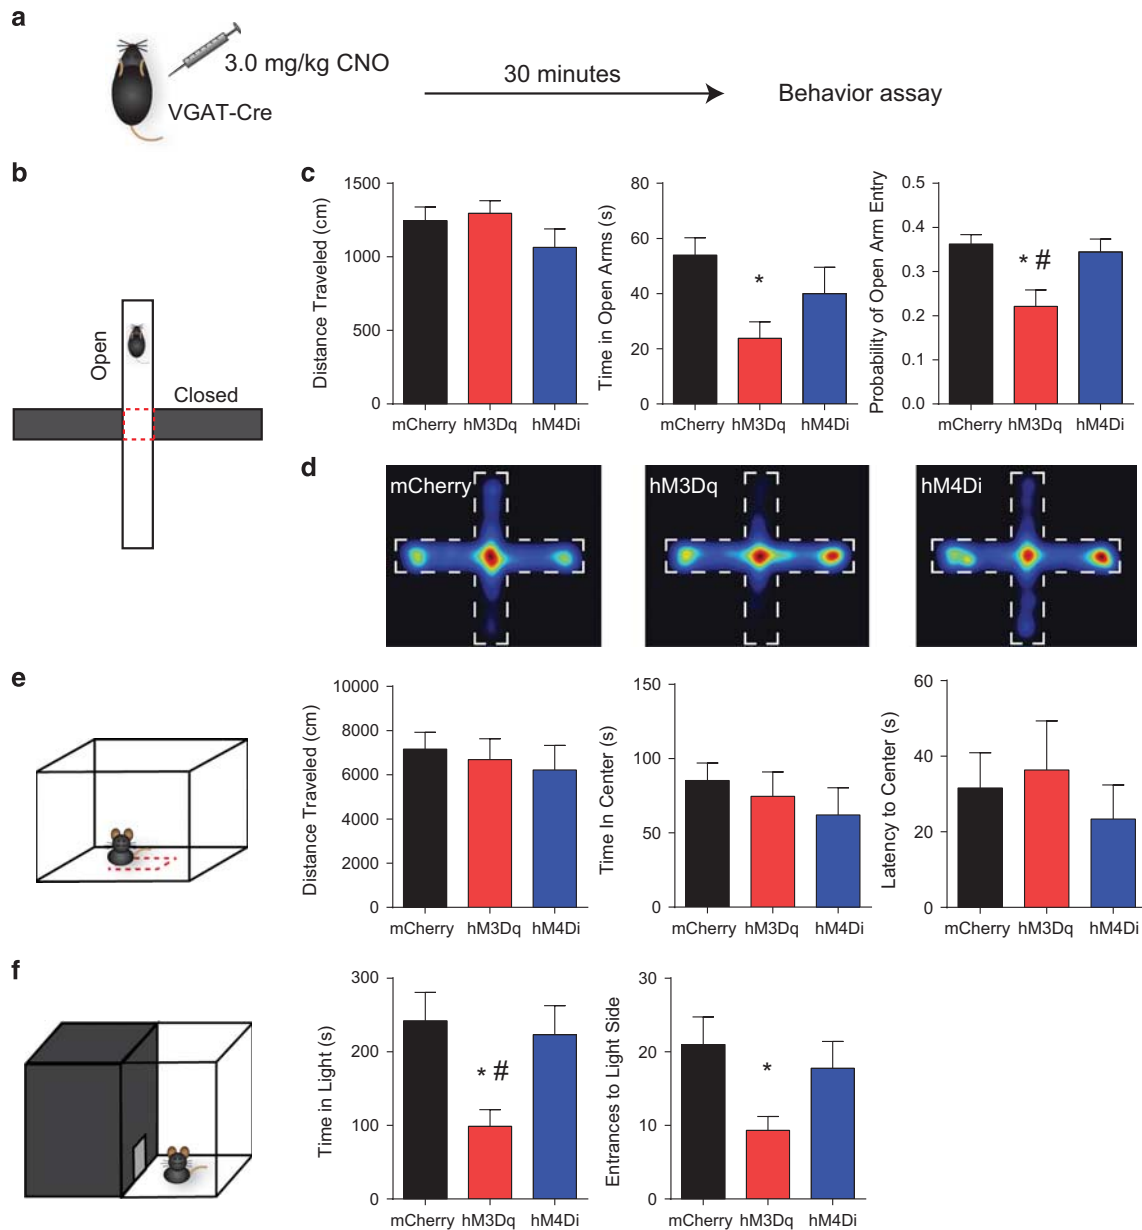 a
3.0 mg/kg CNO
VGAT-Cre
30 minutes
Behavior assay
b
Open
Closed
c
Distance Traveled (cm)
1500
1000
500
0
mCherry hM3Dq hM4Di
Time in Open Arms (s)
80
60
40
20
0
*
mCherry hM3Dq hM4Di
Probability of Open Arm Entry
0.5
0.4
0.3
0.2
0.1
0.0
* #
mCherry hM3Dq hM4Di
d
mCherry
hM3Dq
hM4Di
e
Distance Traveled (cm)
10000
8000
6000
4000
2000
0
mCherry hM3Dq hM4Di
Time In Center (s)
150
100
50
0
mCherry hM3Dq hM4Di
Latency to Center (s)
60
40
20
0
mCherry hM3Dq hM4Di
f
Time in Light (s)
300
200
100
0
* #
mCherry hM3Dq hM4Di
Entrances to Light Side
30
20
10
0
*
mCherry hM3Dq hM4Di